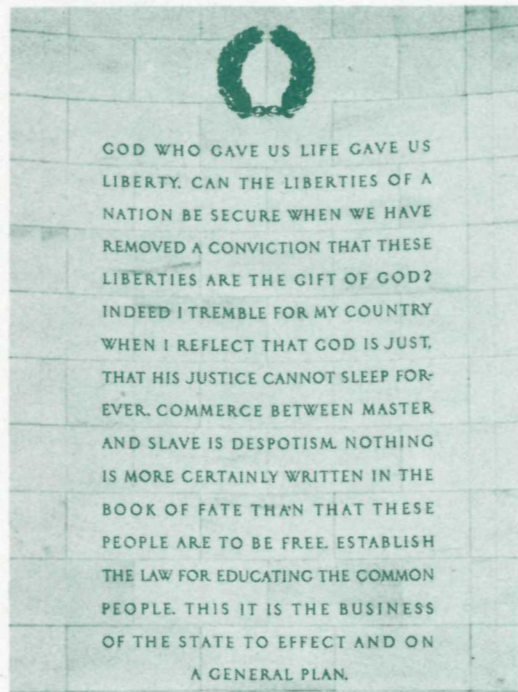 GOD WHO GAVE US LIFE GAVE US
LIBERTY. CAN THE LIBERTIES OF A
NATION BE SECURE WHEN WE HAVE
REMOVED A CONVICTION THAT THESE
LIBERTIES ARE THE GIFT OF GOD?
INDEED I TREMBLE FOR MY COUNTRY
WHEN I REFLECT THAT GOD IS JUST,
THAT HIS JUSTICE CANNOT SLEEP FOR-
EVER. COMMERCE BETWEEN MASTER
AND SLAVE IS DESPOTISM. NOTHING
IS MORE CERTAINLY WRITTEN IN THE
BOOK OF FATE THAN THAT THESE
PEOPLE ARE TO BE FREE. ESTABLISH
THE LAW FOR EDUCATING THE COMMON
PEOPLE. THIS IT IS THE BUSINESS
OF THE STATE TO EFFECT AND ON
A GENERAL PLAN.